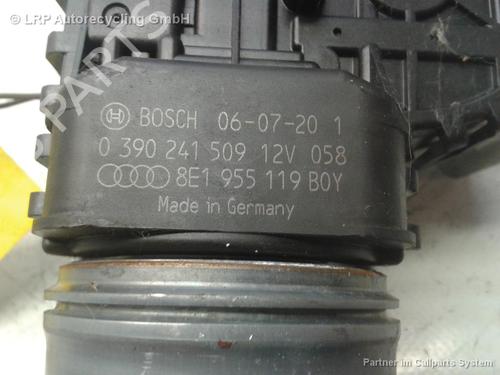 © LRP Autorecycling GmbH
PARTS
BOSCH 06-07-20 1
0 390 241 509 12V 058
8E1 955 119 B0Y
Made in Germany
Partner im Callparts System